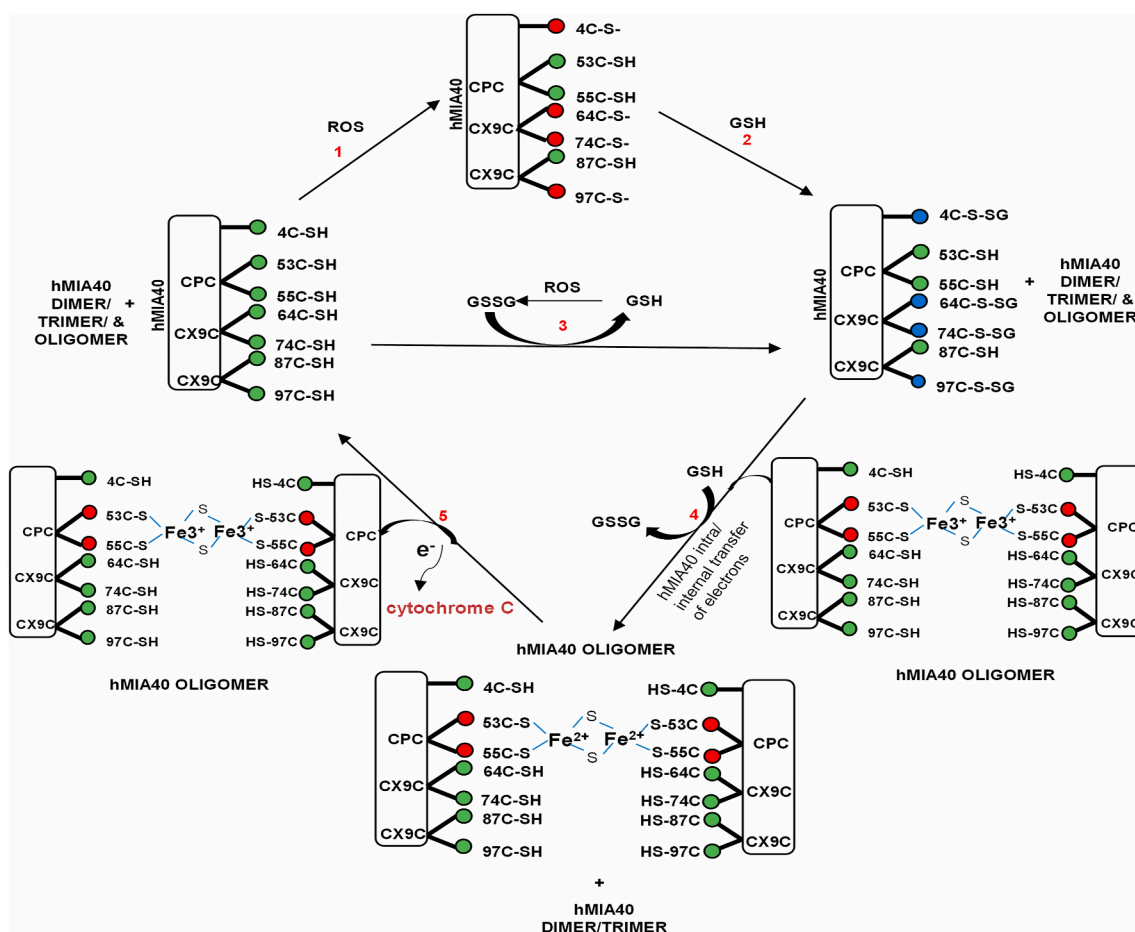 4C-S-
53C-SH
CPC
55C-SH
64C-S-
CX9C
74C-S-
87C-SH
CX9C
97C-S-
hMIA40
ROS
1
GSH
2
4C-SH
53C-SH
CPC
55C-SH
64C-SH
CX9C
74C-SH
87C-SH
CX9C
97C-SH
hMIA40
hMIA40
DIMER/
TRIMER/ &
OLIGOMER
+
GSSG
ROS
GSH
3
4C-S-SG
53C-SH
CPC
55C-SH
64C-S-SG
CX9C
74C-S-SG
87C-SH
CX9C
97C-S-SG
hMIA40
+
hMIA40
DIMER/
TRIMER/ &
OLIGOMER
4C-SH
HS-4C
53C-S
S
S-53C
CPC
Fe3+
Fe3+
CPC
55C-S
S
S-55C
64C-SH
HS-64C
CX9C
CX9C
74C-SH
HS-74C
87C-SH
HS-87C
CX9C
CX9C
97C-SH
HS-97C
hMIA40 OLIGOMER
5
e-
cytochrome C
GSH
GSSG
4
hMIA40 intra/
internal transfer
of electrons
4C-SH
HS-4C
53C-S
S
S-53C
CPC
Fe3+
Fe3+
CPC
55C-S
S
S-55C
64C-SH
HS-64C
CX9C
CX9C
74C-SH
HS-74C
87C-SH
HS-87C
CX9C
CX9C
97C-SH
HS-97C
hMIA40 OLIGOMER
hMIA40 OLIGOMER
4C-SH
HS-4C
53C-S
S
S-53C
CPC
Fe2+
Fe2+
CPC
55C-S
S
S-55C
64C-SH
HS-64C
CX9C
CX9C
74C-SH
HS-74C
87C-SH
HS-87C
CX9C
CX9C
97C-SH
HS-97C
+
hMIA40
DIMER/TRIMER